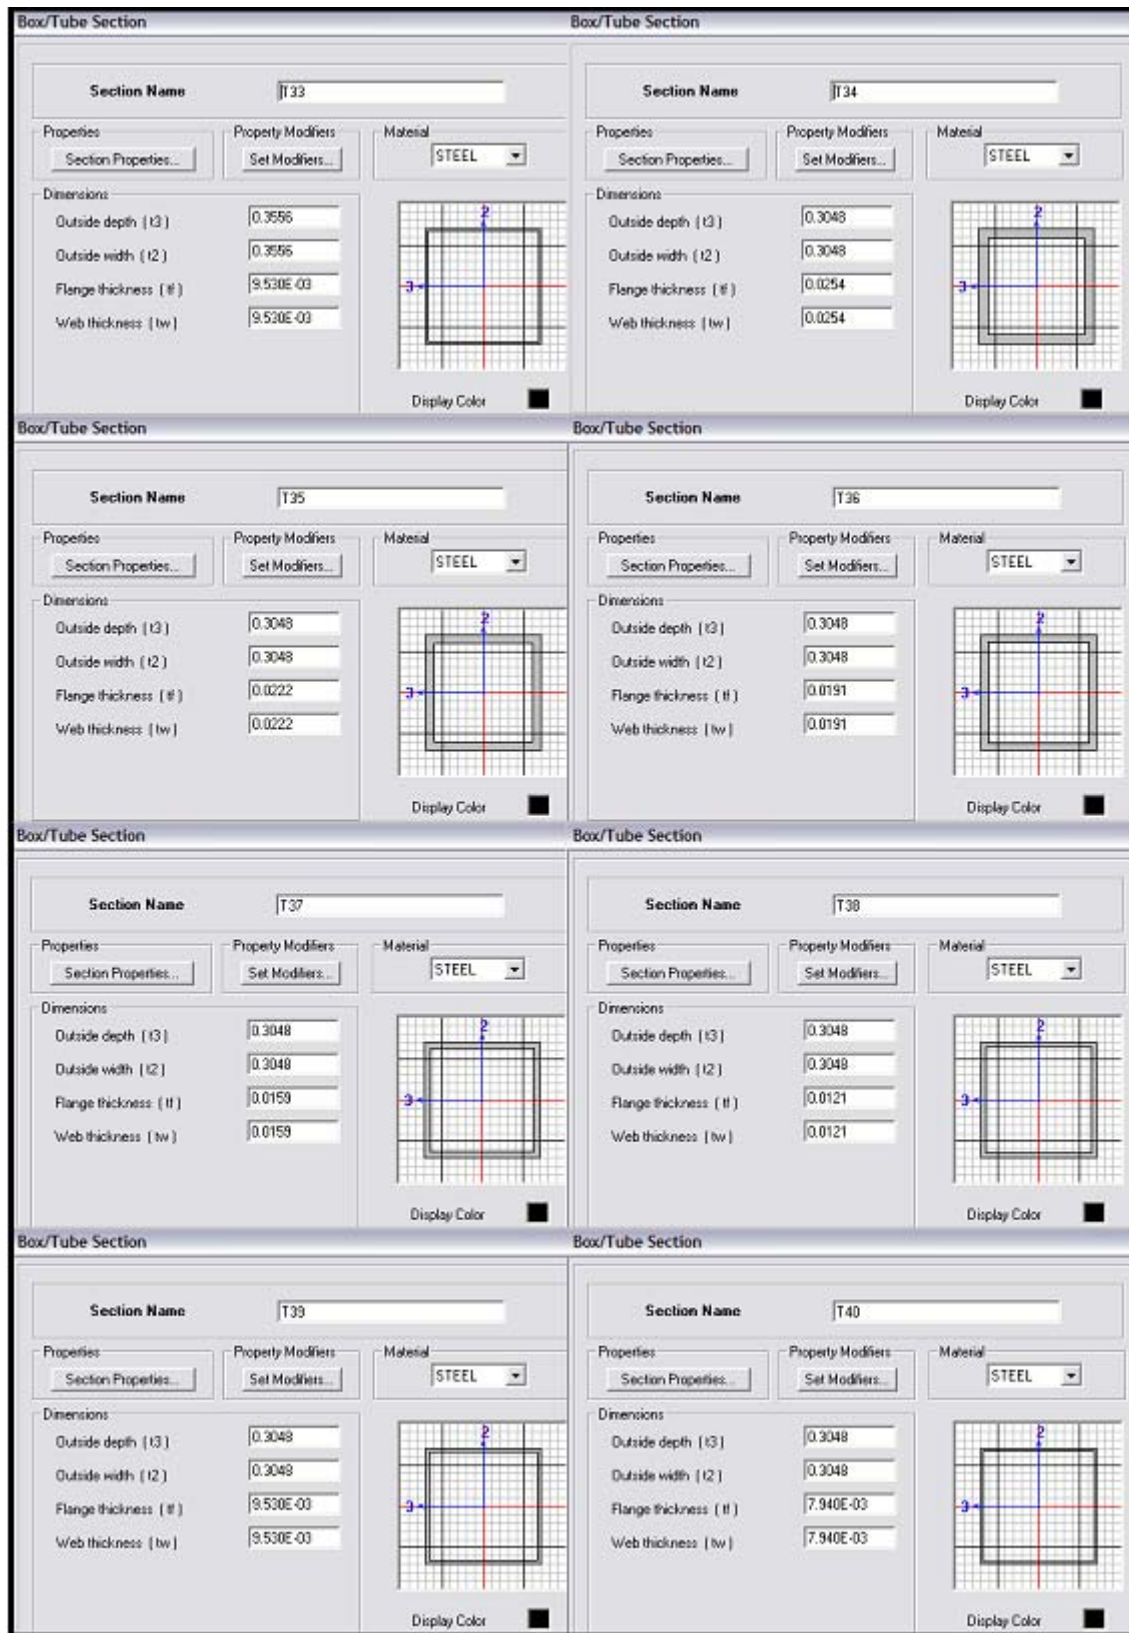 Box/Tube Section
Section Name T33
Properties Property Modifiers Material
Section Properties... Set Modifiers... STEEL
Dimensions
Outside depth ( t3 ) 0.3556
Outside width ( t2 ) 0.3556
Flange thickness ( tf ) 9.530E-03
Web thickness ( tw ) 9.530E-03
2
3
Display Color
Box/Tube Section
Section Name T34
Properties Property Modifiers Material
Section Properties... Set Modifiers... STEEL
Dimensions
Outside depth ( t3 ) 0.3048
Outside width ( t2 ) 0.3048
Flange thickness ( tf ) 0.0254
Web thickness ( tw ) 0.0254
2
3
Display Color
Box/Tube Section
Section Name T35
Properties Property Modifiers Material
Section Properties... Set Modifiers... STEEL
Dimensions
Outside depth ( t3 ) 0.3048
Outside width ( t2 ) 0.3048
Flange thickness ( tf ) 0.0222
Web thickness ( tw ) 0.0222
2
3
Display Color
Box/Tube Section
Section Name T36
Properties Property Modifiers Material
Section Properties... Set Modifiers... STEEL
Dimensions
Outside depth ( t3 ) 0.3048
Outside width ( t2 ) 0.3048
Flange thickness ( tf ) 0.0191
Web thickness ( tw ) 0.0191
2
3
Display Color
Box/Tube Section
Section Name T37
Properties Property Modifiers Material
Section Properties... Set Modifiers... STEEL
Dimensions
Outside depth ( t3 ) 0.3048
Outside width ( t2 ) 0.3048
Flange thickness ( tf ) 0.0159
Web thickness ( tw ) 0.0159
2
3
Display Color
Box/Tube Section
Section Name T38
Properties Property Modifiers Material
Section Properties... Set Modifiers... STEEL
Dimensions
Outside depth ( t3 ) 0.3048
Outside width ( t2 ) 0.3048
Flange thickness ( tf ) 0.0121
Web thickness ( tw ) 0.0121
2
3
Display Color
Box/Tube Section
Section Name T39
Properties Property Modifiers Material
Section Properties... Set Modifiers... STEEL
Dimensions
Outside depth ( t3 ) 0.3048
Outside width ( t2 ) 0.3048
Flange thickness ( tf ) 9.530E-03
Web thickness ( tw ) 9.530E-03
2
3
Display Color
Box/Tube Section
Section Name T40
Properties Property Modifiers Material
Section Properties... Set Modifiers... STEEL
Dimensions
Outside depth ( t3 ) 0.3048
Outside width ( t2 ) 0.3048
Flange thickness ( tf ) 7.940E-03
Web thickness ( tw ) 7.940E-03
2
3
Display Color